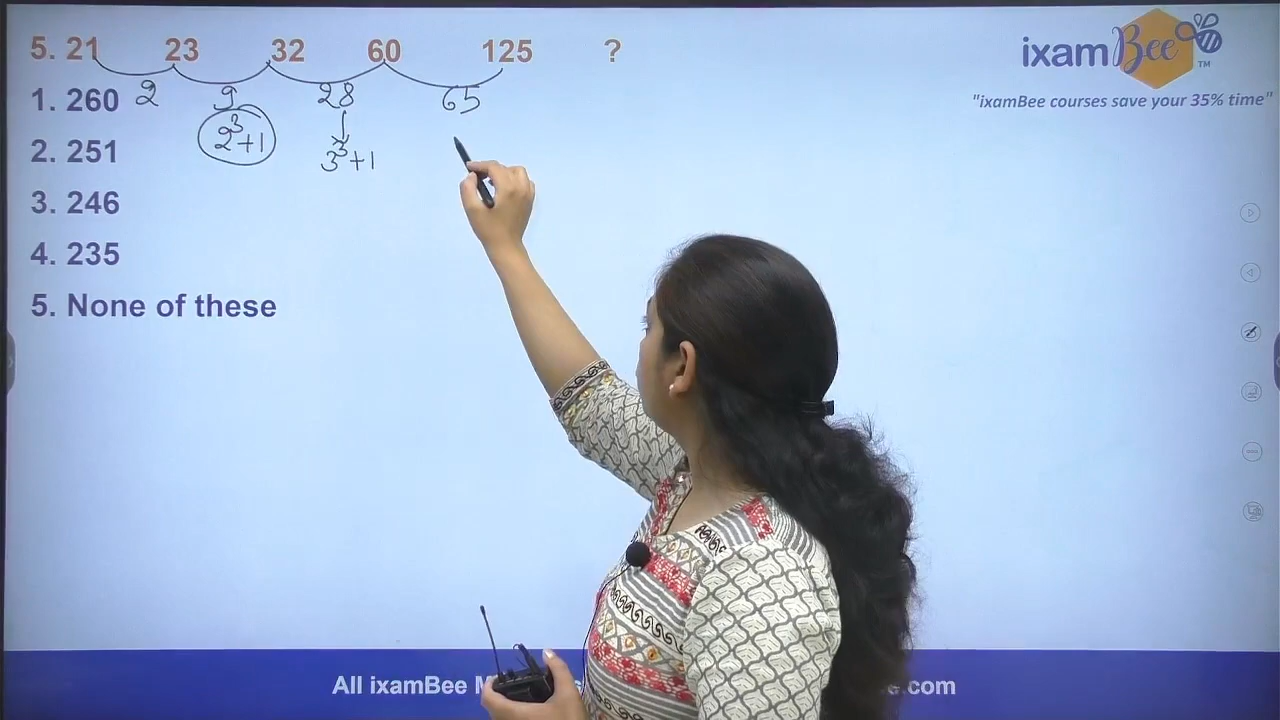 5. 21 23 32 60 125 ?
ixamBee TM
"ixamBee courses save your 35% time"
1. 260
2 9 28 65
2³+1
3³+1
2. 251
3. 246
4. 235
5. None of these
All ixamBee .com